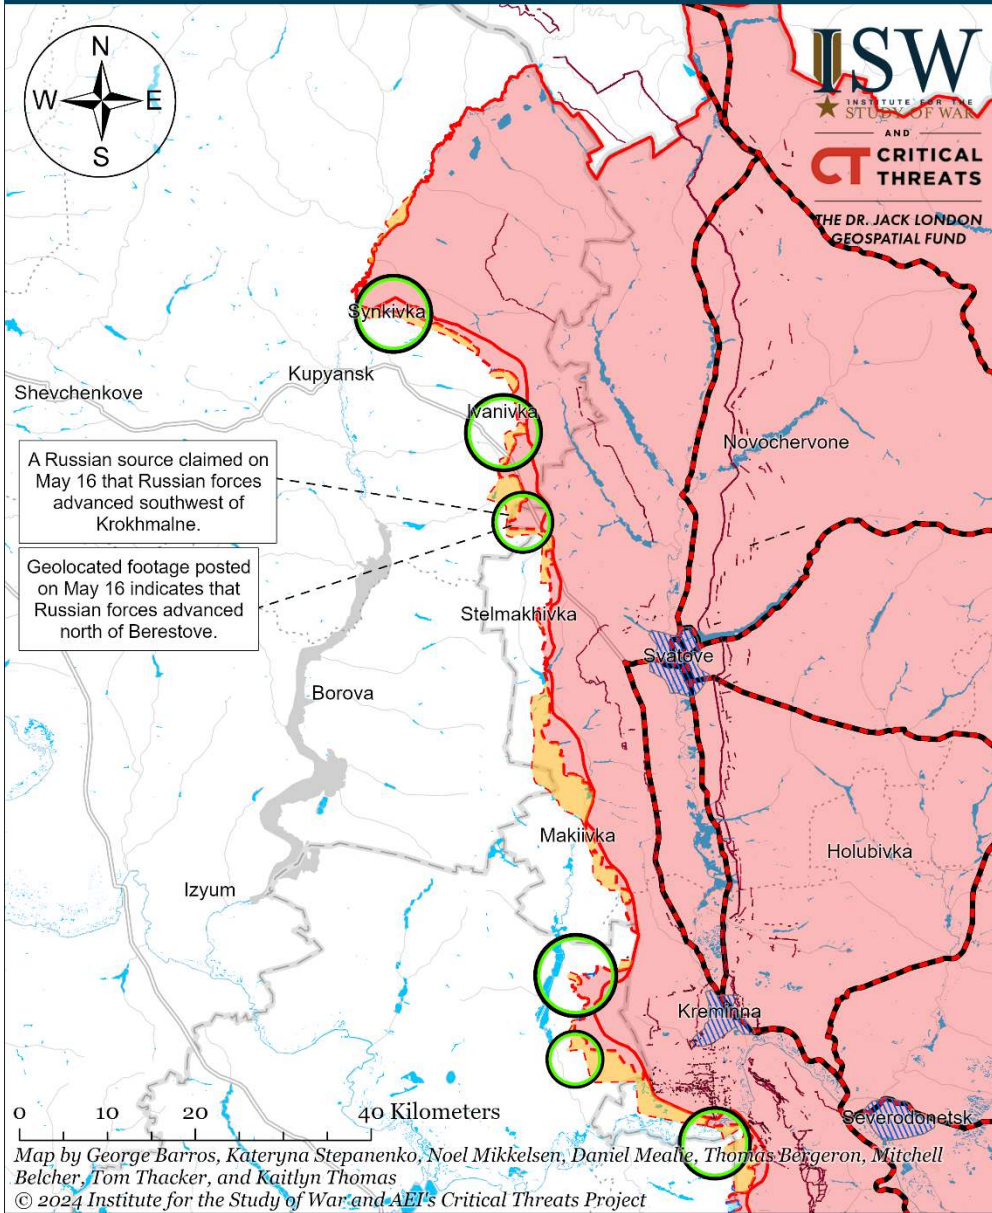 N
W
E
S
ISW
INSTITUTE FOR THE
STUDY OF WAR
AND
CT CRITICAL
THREATS
THE DR. JACK LONDON
GEOSPATIAL FUND
Synkivka
Kupyansk
Shevchenkove
Ivanivka
Novochervone
A Russian source claimed on
May 16 that Russian forces
advanced southwest of
Krokhmalne.
Geolocated footage posted
on May 16 indicates that
Russian forces advanced
north of Berestove.
Stelmakhivka
Svatove
Borova
Makiivka
Holubivka
Izyum
Kreminna
Severodonetsk
0 10 20 40 Kilometers
Map by George Barros, Kateryna Stepanenko, Noel Mikkelsen, Daniel Mealie, Thomas Bergeron, Mitchell
Belcher, Tom Thacker, and Kaitlyn Thomas
© 2024 Institute for the Study of War and AEI's Critical Threats Project